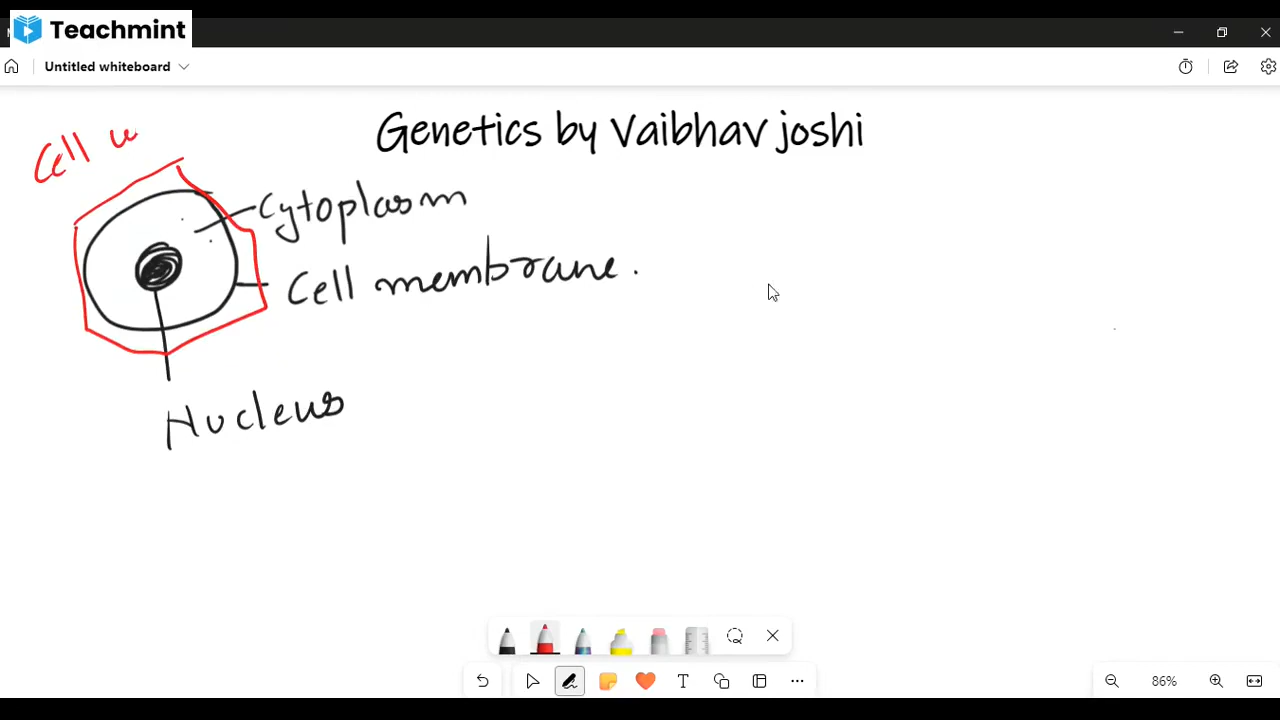 Teachmint
Untitled whiteboard
Genetics by Vaibhav joshi
Cell w
Cytoplasm
Cell membrane.
Nucleus
86%